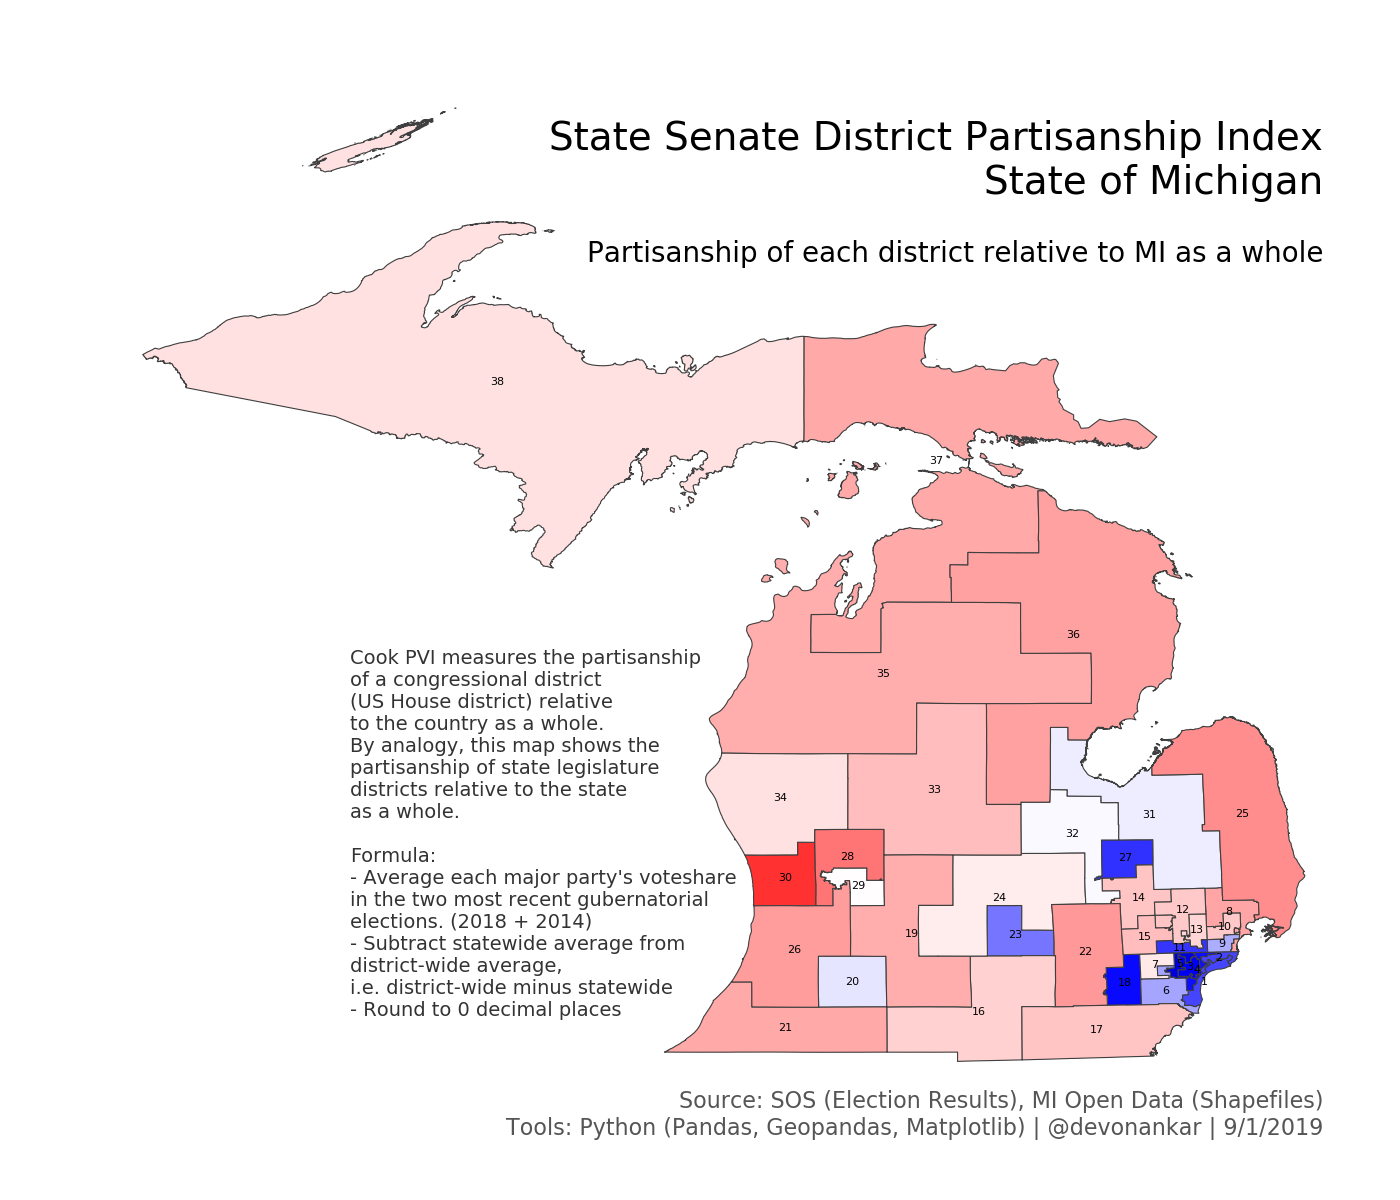 State Senate District Partisanship Index
State of Michigan
Partisanship of each district relative to MI as a whole
38
37
36
35
Cook PVI measures the partisanship
of a congressional district
(US House district) relative
to the country as a whole.
By analogy, this map shows the
partisanship of state legislature
districts relative to the state
as a whole.
Formula:
- Average each major party's voteshare
in the two most recent gubernatorial
elections. (2018 + 2014)
- Subtract statewide average from
district-wide average,
i.e. district-wide minus statewide
- Round to 0 decimal places
34
33
31
25
32
28
27
30
29
24
14
12
8
10
13
19
23
15
9
26
11
22
2
7
20
18
1
6
16
21
17
Source: SOS (Election Results), MI Open Data (Shapefiles)
Tools: Python (Pandas, Geopandas, Matplotlib) | @devonankar | 9/1/2019